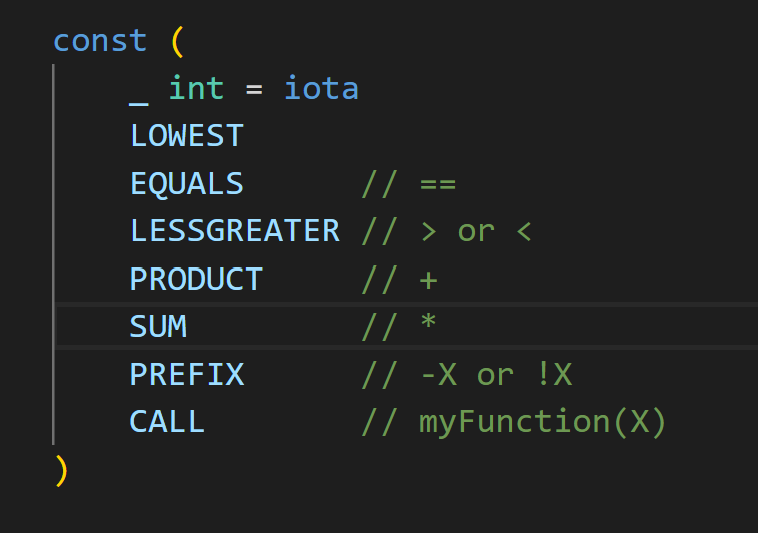 const (
    _ int = iota
    LOWEST
    EQUALS      // ==
    LESSGREATER // > or <
    PRODUCT     // +
    SUM         // *
    PREFIX      // -X or !X
    CALL        // myFunction(X)
)